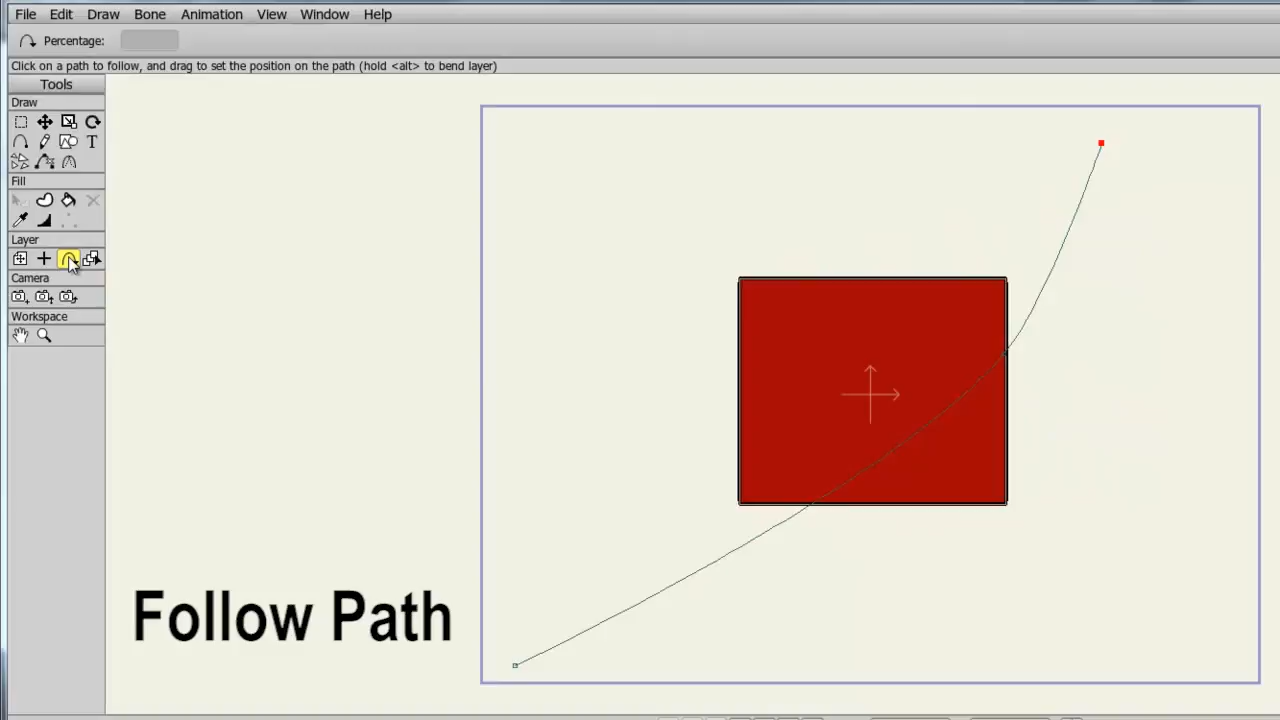 File Edit Draw Bone Animation View Window Help
Percentage:
Click on a path to follow, and drag to set the position on the path (hold <alt> to bend layer)
Tools
Draw
T
Fill
Layer
Camera
Workspace
Follow Path